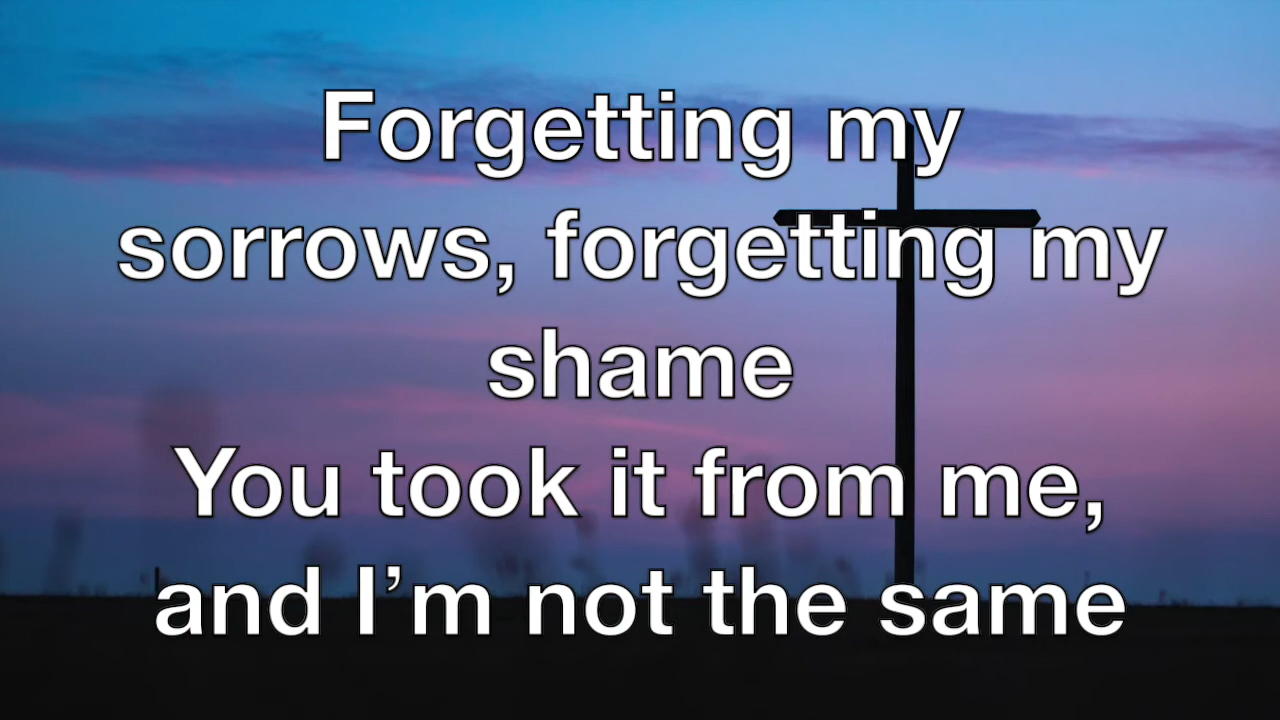 Forgetting my
sorrows, forgetting my
shame
You took it from me,
and I’m not the same